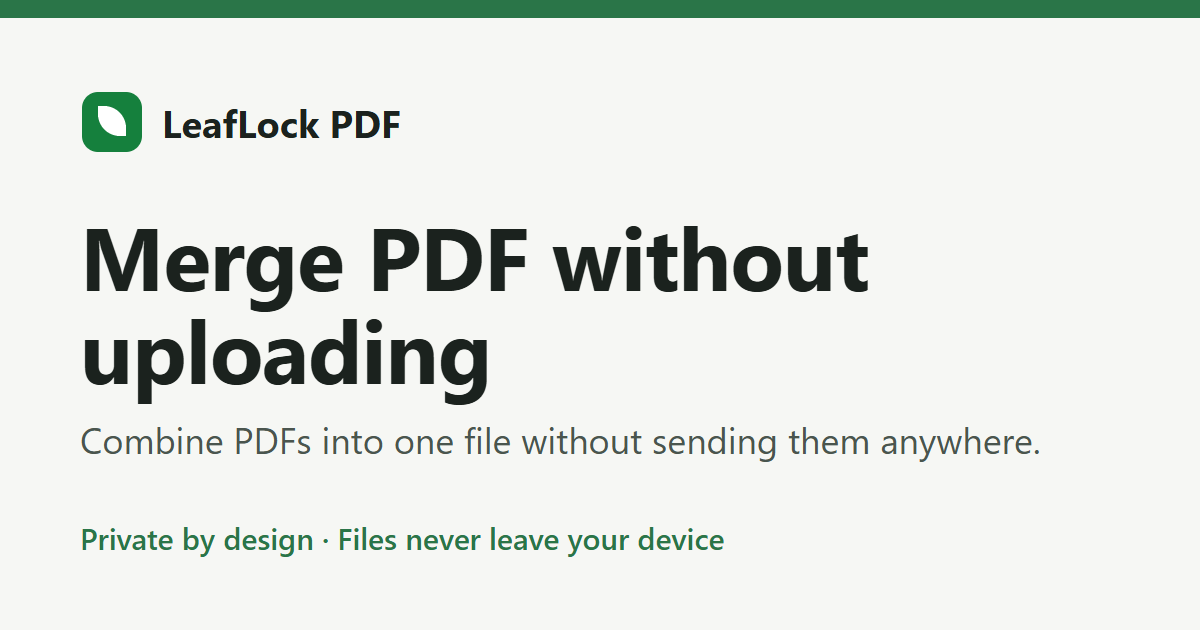 LeafLock PDF
Merge PDF without
uploading
Combine PDFs into one file without sending them anywhere.
Private by design · Files never leave your device